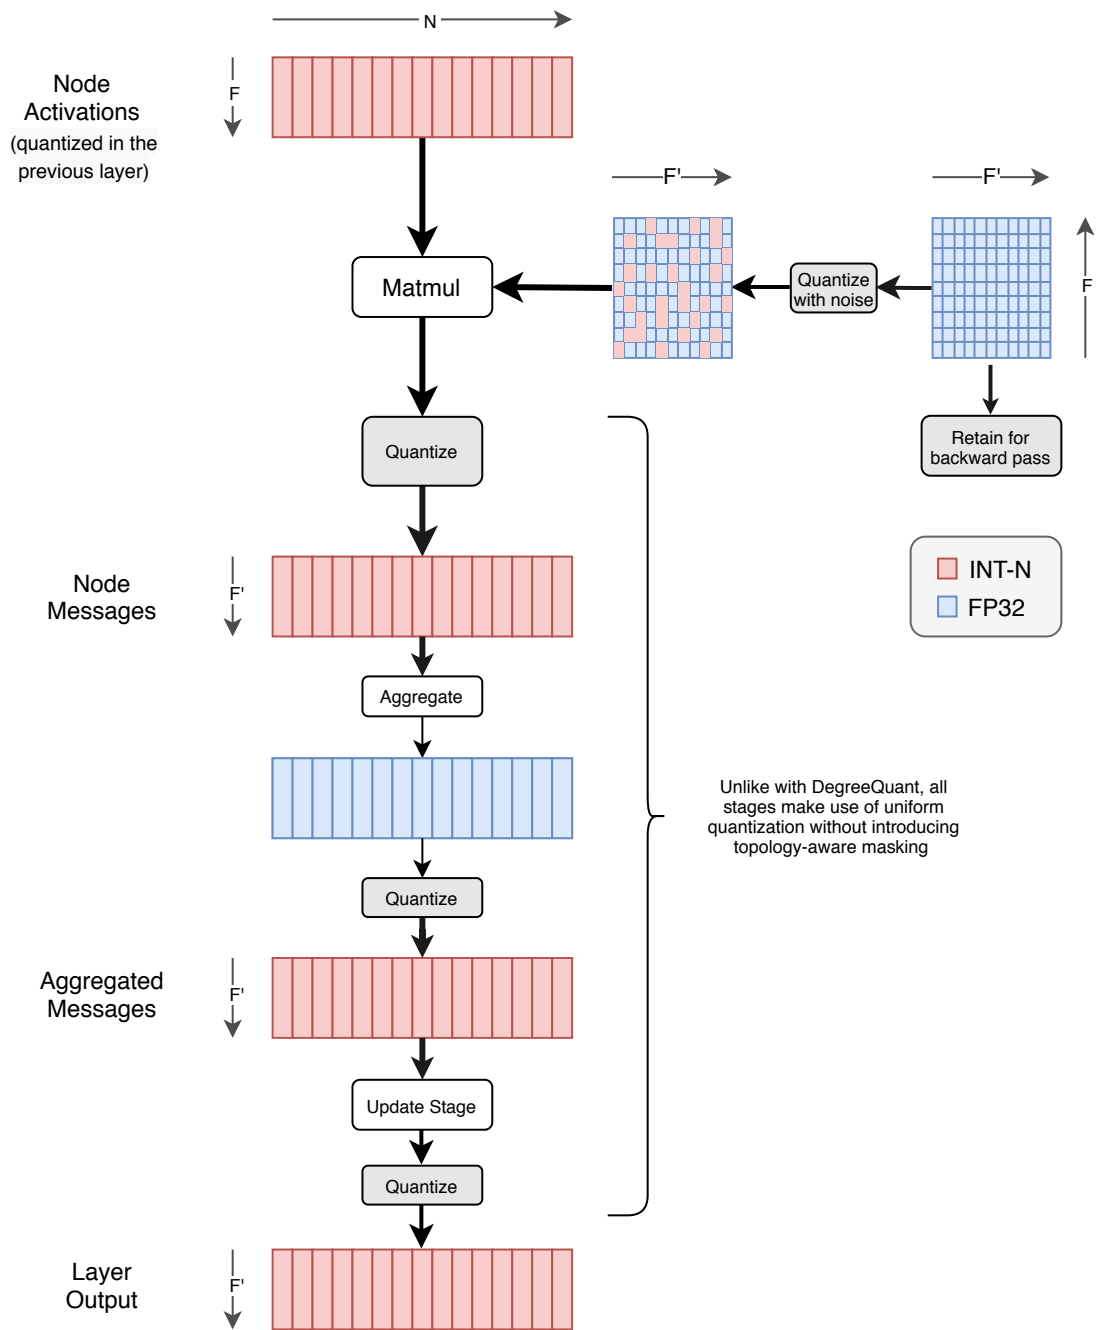 N
Node
Activations
(quantized in the
previous layer)
F
F'
F'
Matmul
Quantize
with noise
F
Quantize
Retain for
backward pass
INT-N
FP32
Node
Messages
F'
Aggregate
Unlike with DegreeQuant, all
stages make use of uniform
quantization without introducing
topology-aware masking
Quantize
Aggregated
Messages
F'
Update Stage
Quantize
Layer
Output
F'